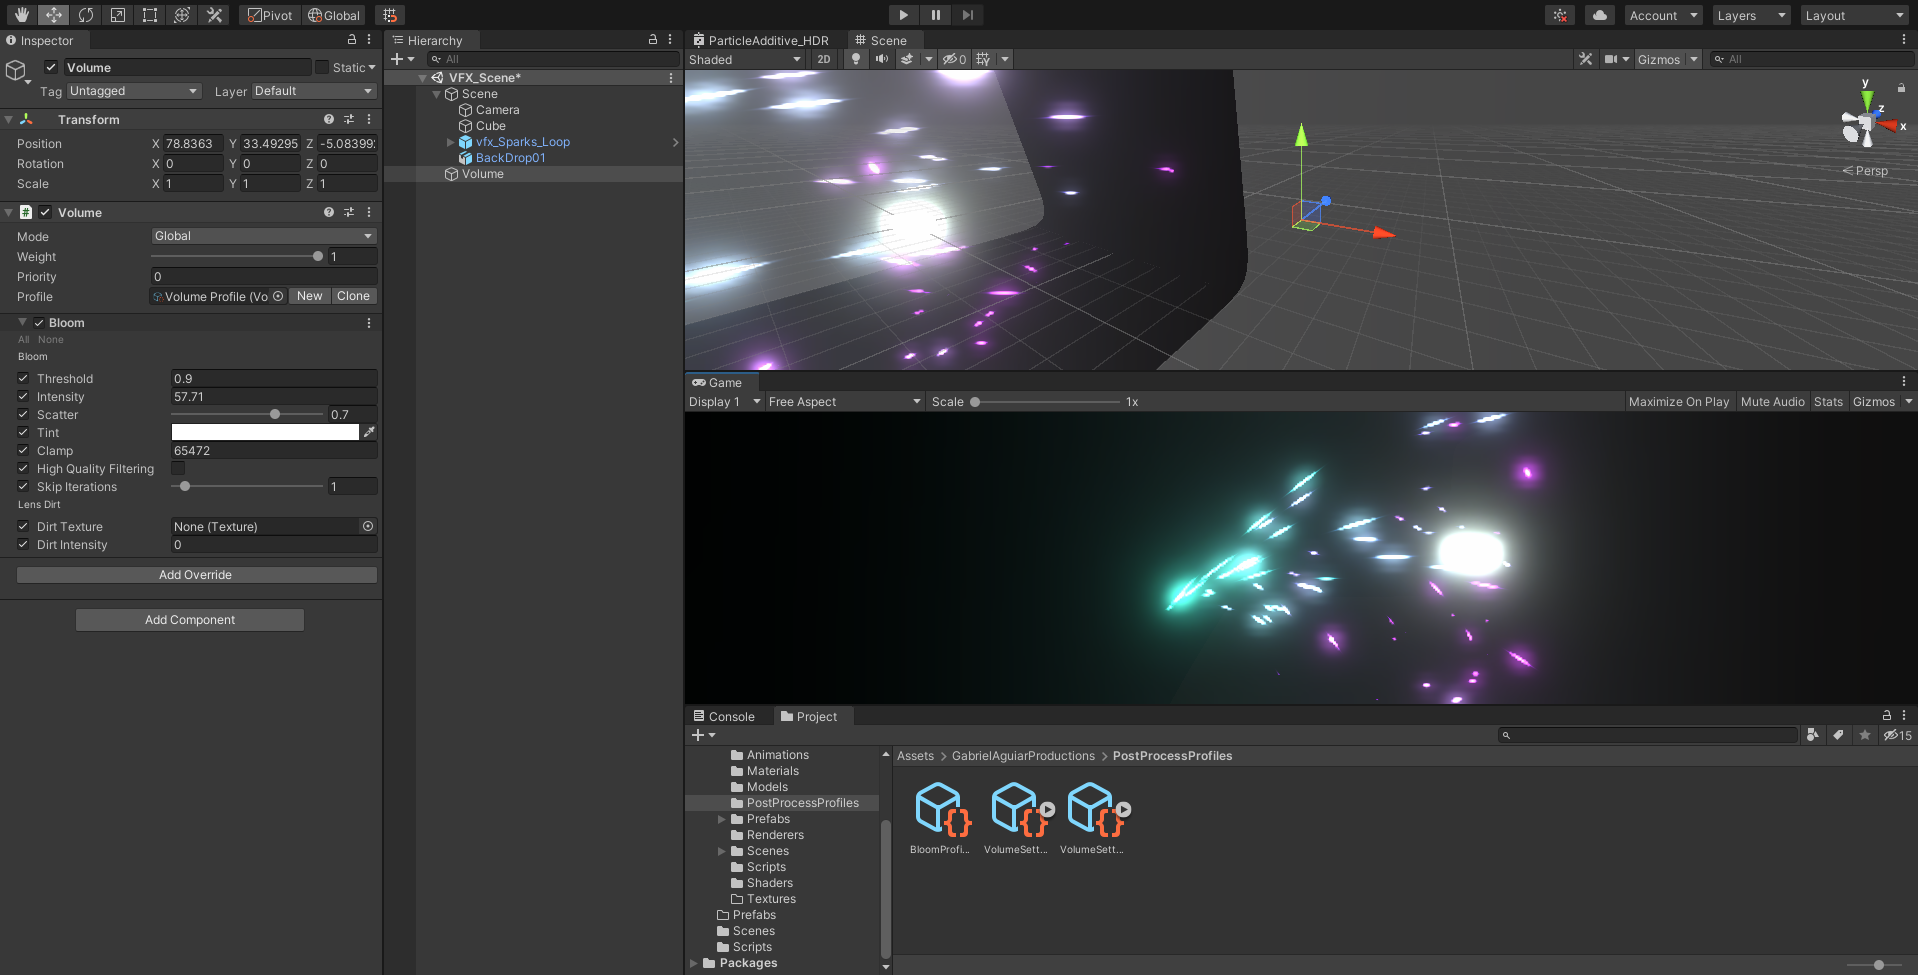 Pivot Global Account Layers Layout
Inspector
Volume Static
Tag Untagged Layer Default
Transform
Position X 78.8363 Y 33.49295 Z -5.08399
Rotation X 0 Y 0 Z 0
Scale X 1 Y 1 Z 1
# Volume
Mode Global
Weight 1
Priority 0
Profile Volume Profile (Vo New Clone
Bloom
All None
Bloom
Threshold 0.9
Intensity 57.71
Scatter 0.7
Tint
Clamp 65472
High Quality Filtering
Skip Iterations 1
Lens Dirt
Dirt Texture None (Texture)
Dirt Intensity 0
Add Override
Add Component
Hierarchy
All
VFX_Scene*
Scene
Camera
Cube
vfx_Sparks_Loop
BackDrop01
Volume
ParticleAdditive_HDR Scene
Shaded 2D 0 Gizmos All
y
z
x
Persp
Game
Display 1 Free Aspect Scale 1x Maximize On Play Mute Audio Stats Gizmos
Console Project
15
Animations
Materials
Models
PostProcessProfiles
Prefabs
Renderers
Scenes
Scripts
Shaders
Textures
Prefabs
Scenes
Scripts
Packages
Assets > GabrielAguiarProductions > PostProcessProfiles
BloomProfi... VolumeSett... VolumeSett...